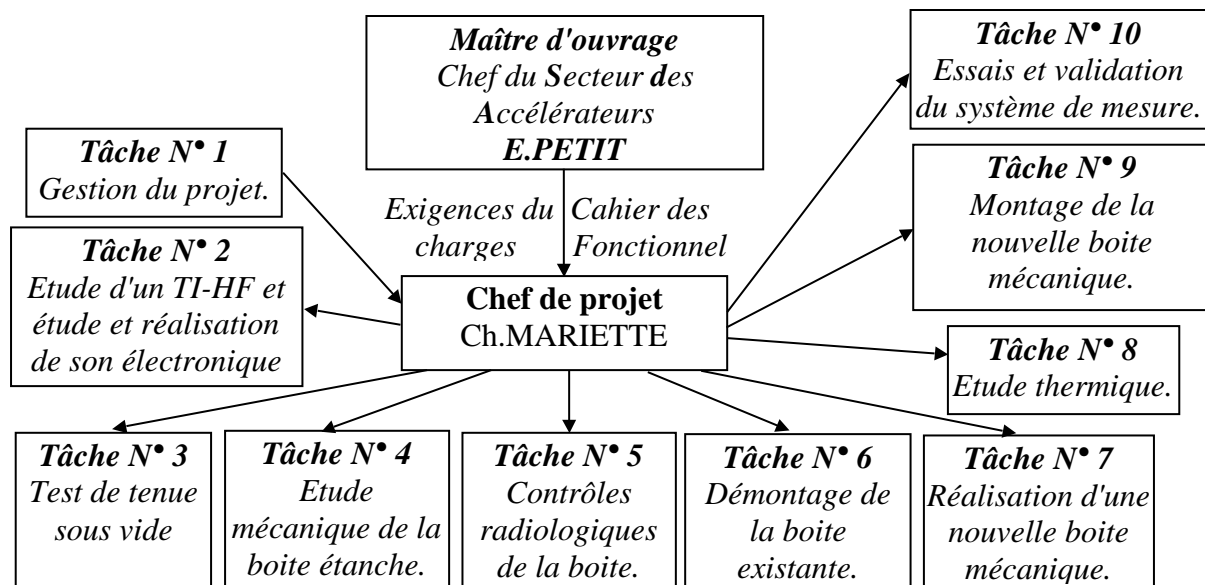 Maître d'ouvrage
Chef du Secteur des
Accélérateurs
E.PETIT
Tâche N° 10
Essais et validation
du système de mesure.
Tâche N° 1
Gestion du projet.
Exigences du Cahier des
charges Fonctionnel
Tâche N° 9
Montage de la
nouvelle boite
mécanique.
Tâche N° 2
Etude d'un TI-HF et
étude et réalisation
de son électronique
Chef de projet
Ch.MARIETTE
Tâche N° 8
Etude thermique.
Tâche N° 3
Test de tenue
sous vide
Tâche N° 4
Etude
mécanique de la
boite étanche.
Tâche N° 5
Contrôles
radiologiques
de la boite.
Tâche N° 6
Démontage de
la boite
existante.
Tâche N° 7
Réalisation d'une
nouvelle boite
mécanique.